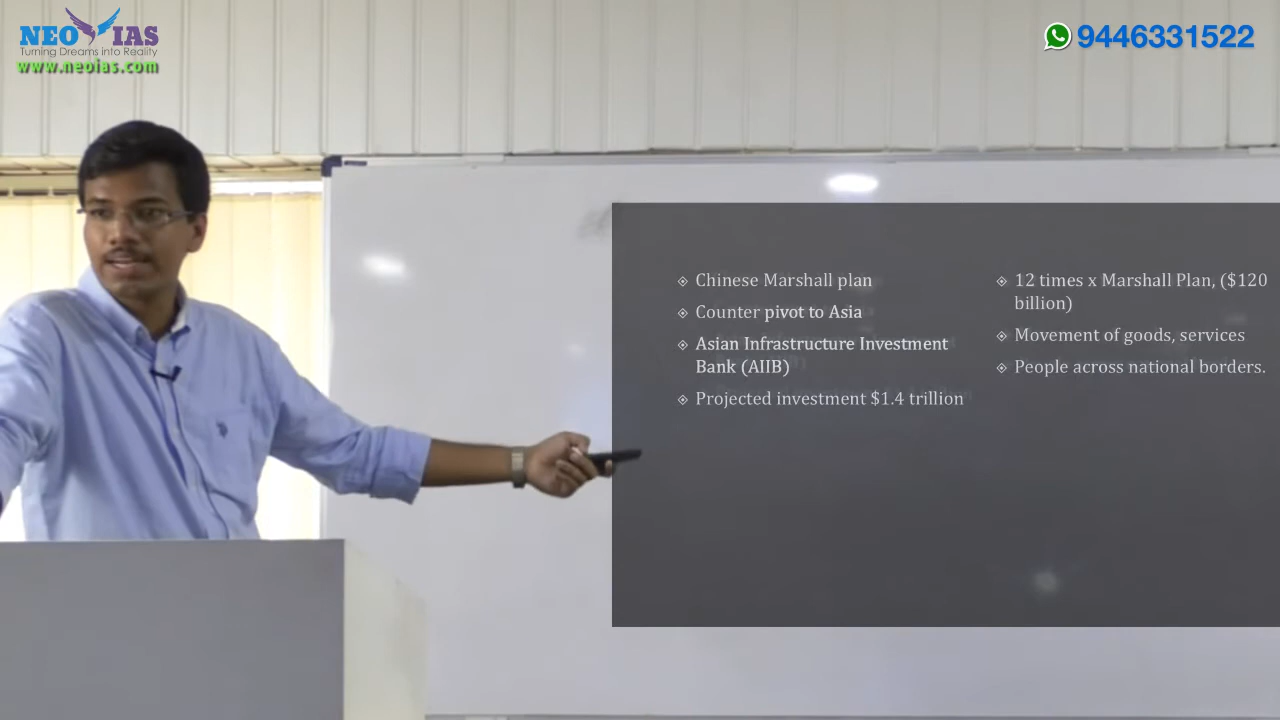 NEO IAS
Turning Dreams into Reality
www.neoias.com
9446331522
Chinese Marshall plan
Counter pivot to Asia
Asian Infrastructure Investment
Bank (AIIB)
Projected investment $1.4 trillion
12 times x Marshall Plan, ($120
billion)
Movement of goods, services
People across national borders.